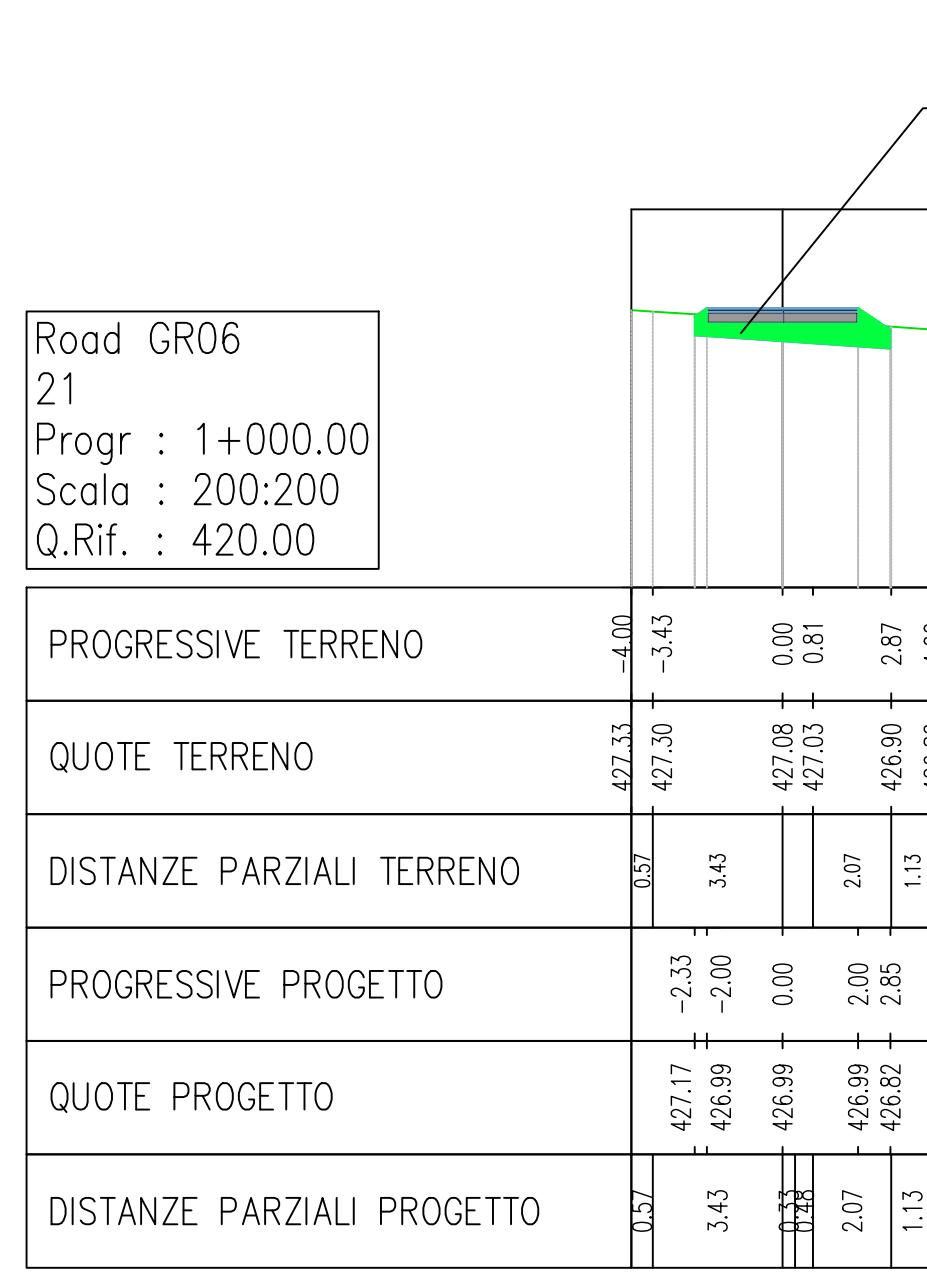 Road GR06
21
Progr : 1+000.00
Scala : 200:200
Q.Rif. : 420.00
PROGRESSIVE TERRENO -4.00 -3.43 0.00 0.81 2.87
QUOTE TERRENO 427.33 427.30 427.08 427.03 426.90
DISTANZE PARZIALI TERRENO 0.57 3.43 2.07 1.13
PROGRESSIVE PROGETTO -2.33 -2.00 0.00 2.00 2.85
QUOTE PROGETTO 427.17 426.99 426.99 426.99 426.82
DISTANZE PARZIALI PROGETTO 0.57 3.43 0.33 0.48 2.07 1.13